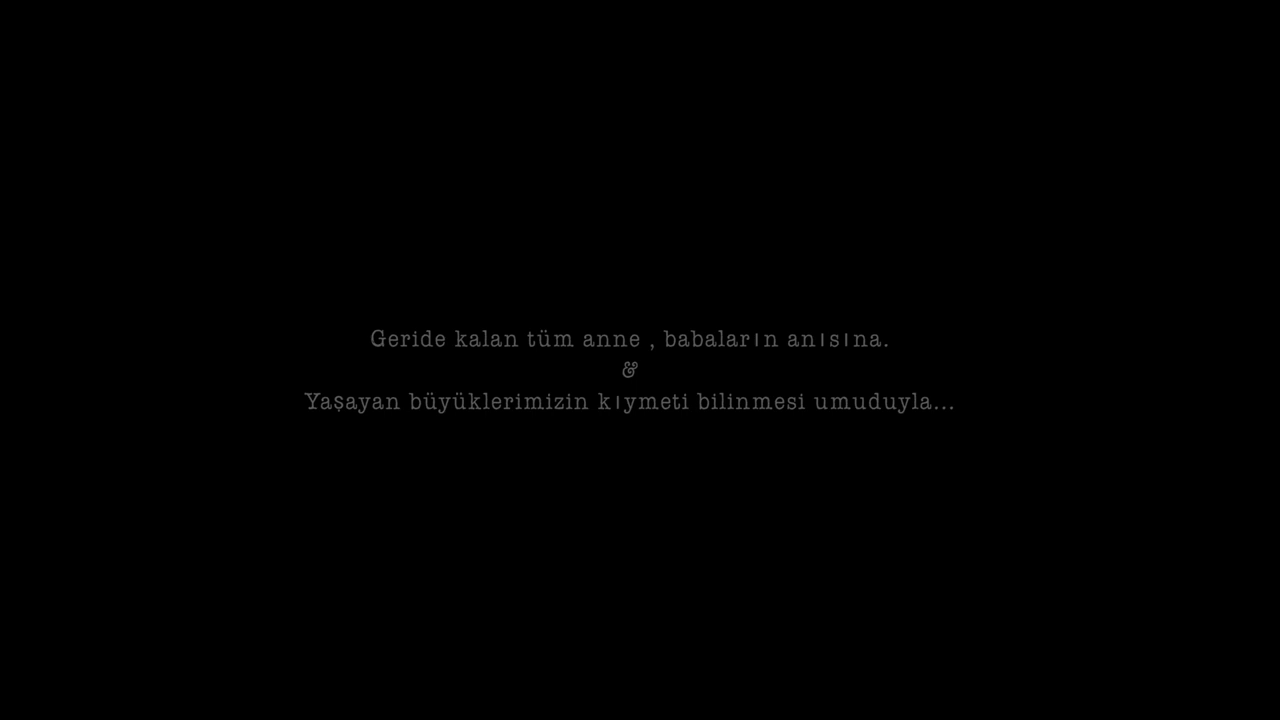 Geride kalan tüm anne , babaların anısına.
&
Yaşayan büyüklerimizin kıymeti bilinmesi umuduyla...